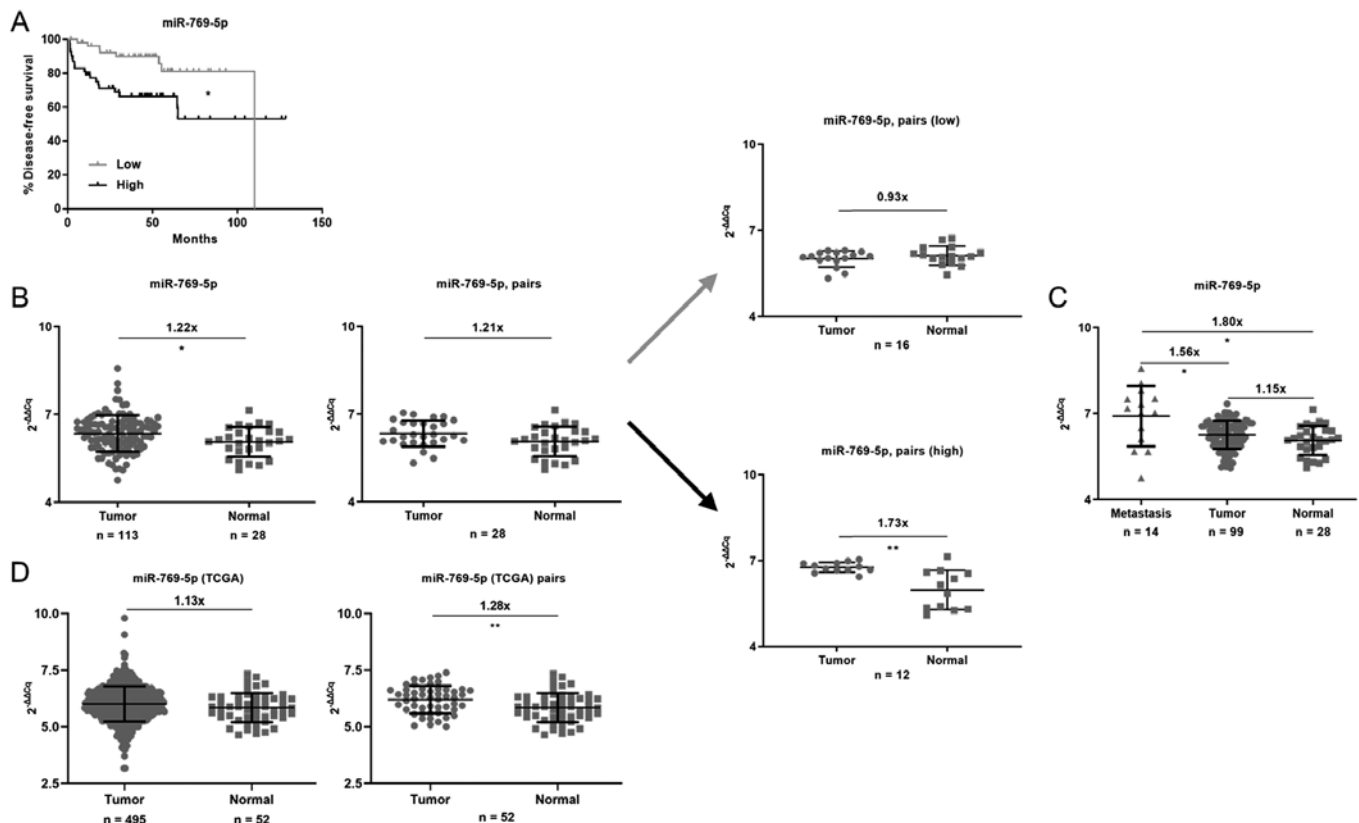 A
miR-769-5p
100
80
60
40
20
0
% Disease-free survival
Low
High
*
0
50
100
150
Months
B
miR-769-5p
10
7
4
2-ΔΔCq
1.22x
*
Tumor
Normal
n = 113
n = 28
miR-769-5p, pairs
10
7
4
2-ΔΔCq
1.21x
Tumor
Normal
n = 28
miR-769-5p, pairs (low)
10
7
4
2-ΔΔCq
0.93x
Tumor
Normal
n = 16
miR-769-5p, pairs (high)
10
7
4
2-ΔΔCq
1.73x
**
Tumor
Normal
n = 12
C
miR-769-5p
10
7
4
2-ΔΔCq
1.80x
*
1.56x
*
1.15x
Metastasis
Tumor
Normal
n = 14
n = 99
n = 28
D
miR-769-5p (TCGA)
10.0
7.5
5.0
2.5
2-ΔΔCq
1.13x
Tumor
Normal
n = 495
n = 52
miR-769-5p (TCGA) pairs
10.0
7.5
5.0
2.5
2-ΔΔCq
1.28x
**
Tumor
Normal
n = 52